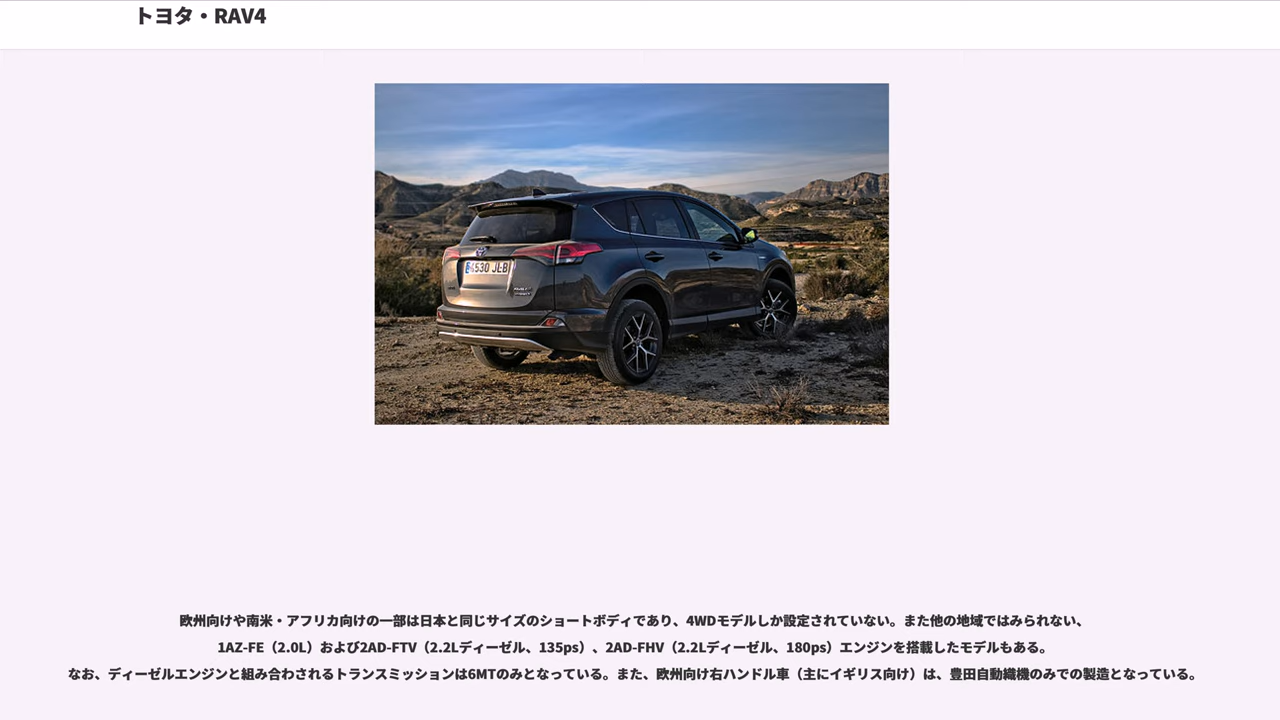 トヨタ・RAV4
4530 JLB
欧州向けや南米・アフリカ向けの一部は日本と同じサイズのショートボディであり、4WDモデルしか設定されていない。また他の地域ではみられない、
1AZ-FE（2.0L）および2AD-FTV（2.2Lディーゼル、135ps）、2AD-FHV（2.2Lディーゼル、180ps）エンジンを搭載したモデルもある。
なお、ディーゼルエンジンと組み合わされるトランスミッションは6MTのみとなっている。また、欧州向け右ハンドル車（主にイギリス向け）は、豊田自動織機のみでの製造となっている。